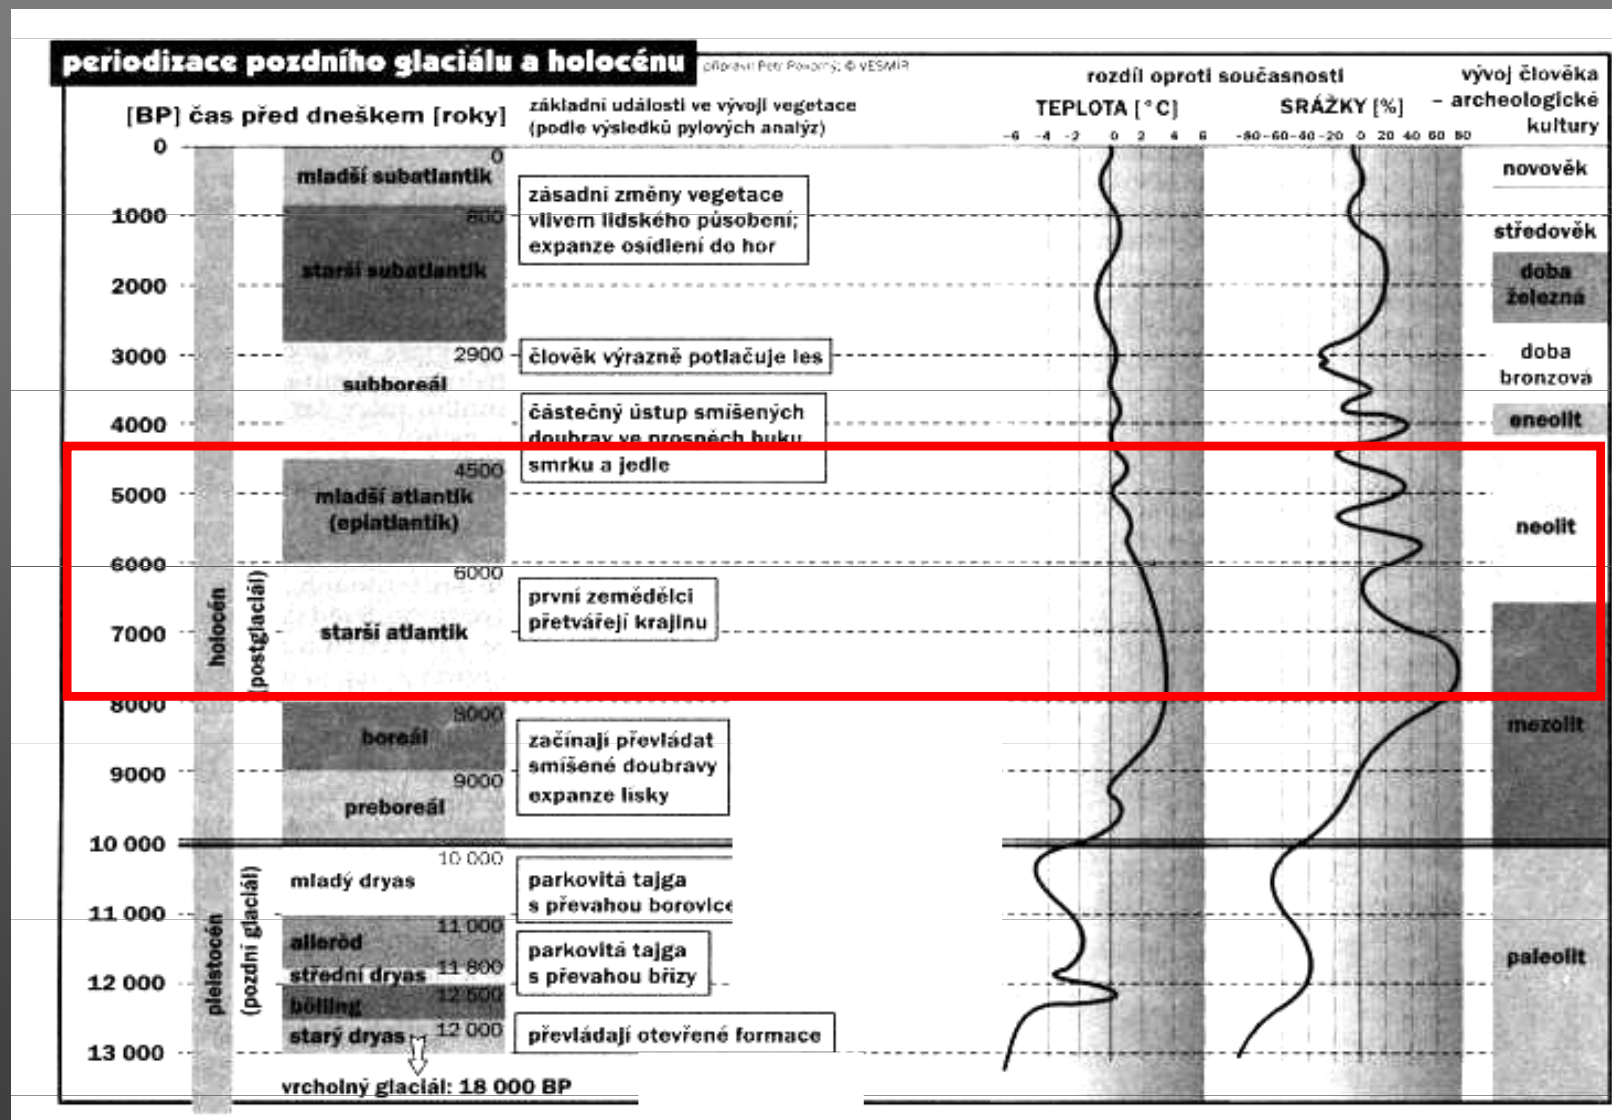 periodizace pozdního glaciálu a holocénu
připravil Petr Pokorný; © VESMÍR
[BP] čas před dneškem [roky]
základní události ve vývoji vegetace
(podle výsledků pylových analýz)
rozdíl oproti současnosti
TEPLOTA [°C]
SRÁŽKY [%]
-6 -4 -2 0 2 4 6
-80-60-40-20 0 20 40 60 80
vývoj člověka
– archeologické
kultury
0
1000
2000
3000
4000
5000
6000
7000
8000
9000
10 000
11 000
12 000
13 000
holocén
(postglaciál)
pleistocén
(pozdní glaciál)
0
mladší subatlantik
800
starší subatlantik
2900
subboreál
4500
mladší atlantik
(epiatlantik)
6000
starší atlantik
8000
boreál
9000
preboreál
10 000
mladý dryas
11 000
alleröd
11 800
střední dryas
12 500
bölling
12 000
starý dryas
vrcholný glaciál: 18 000 BP
zásadní změny vegetace
vlivem lidského působení;
expanze osídlení do hor
člověk výrazně potlačuje les
částečný ústup smíšených
doubrav ve prospěch buku
smrku a jedle
první zemědělci
přetvářejí krajinu
začínají převládat
smíšené doubravy
expanze lísky
parkovitá tajga
s převahou borovice
parkovitá tajga
s převahou břízy
převládají otevřené formace
novověk
středověk
doba
železná
doba
bronzová
eneolit
neolit
mezolit
paleolit